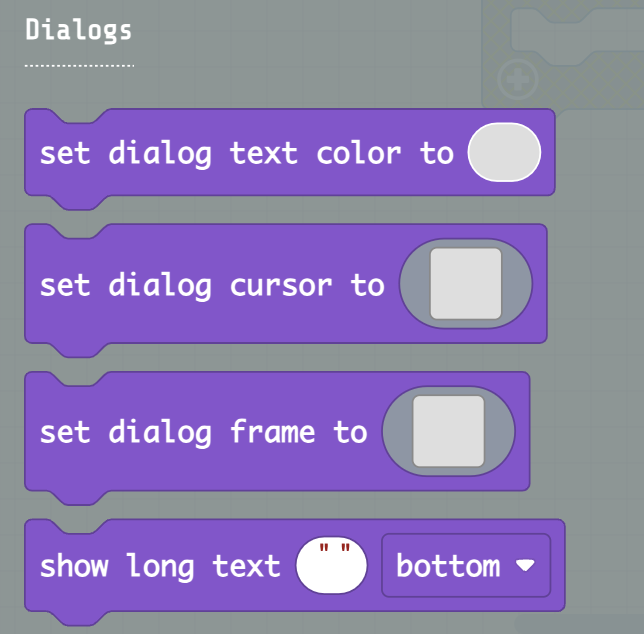 Dialogs
set dialog text color to
set dialog cursor to
set dialog frame to
show long text " " bottom